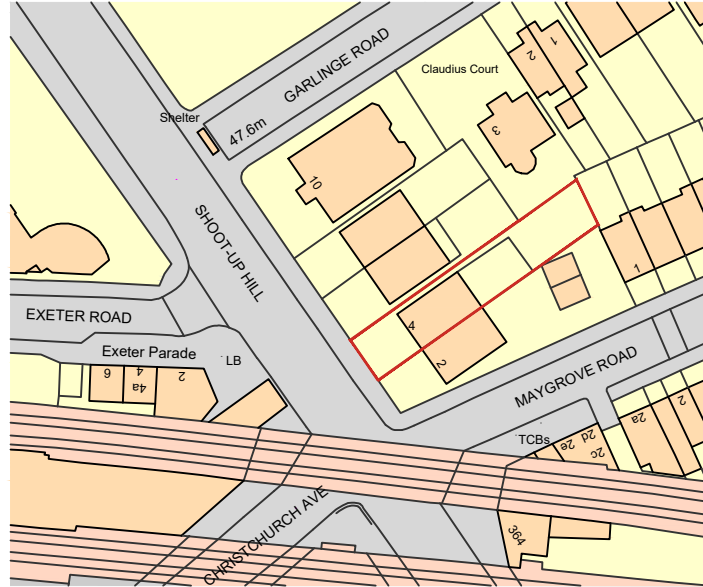 GARLINGE ROAD
Claudius Court
1
2
Shelter
47.6m
3
10
SHOOT-UP HILL
1
EXETER ROAD
4
Exeter Parade
LB
2
MAYGROVE ROAD
6
4
4a
2
2
2a
TCBs
2e
2d
2c
CHRISTCHURCH AVE
364